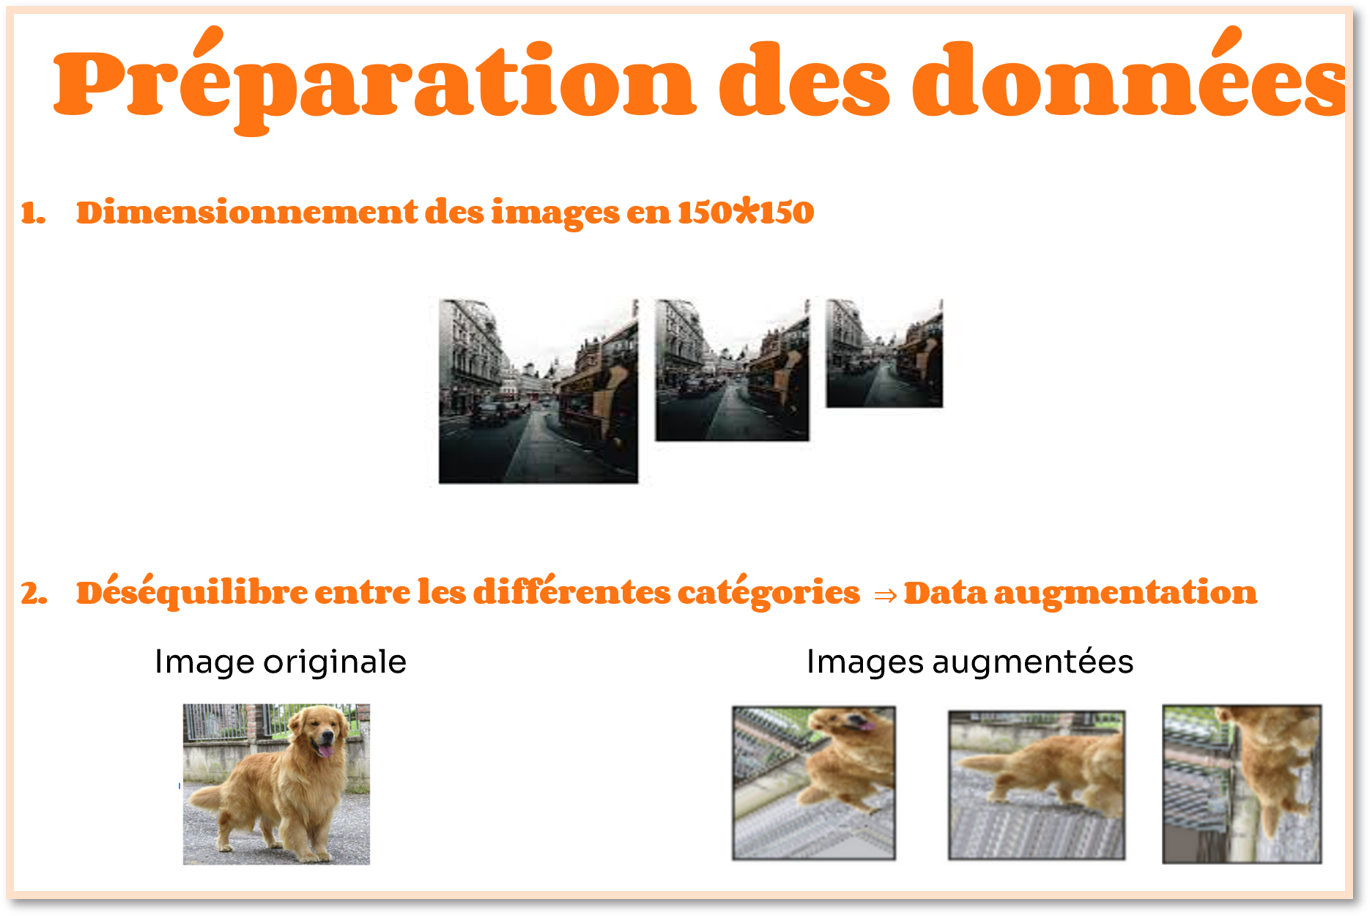 Préparation des données
1. Dimensionnement des images en 150*150
2. Déséquilibre entre les différentes catégories ⇒ Data augmentation
Image originale
Images augmentées